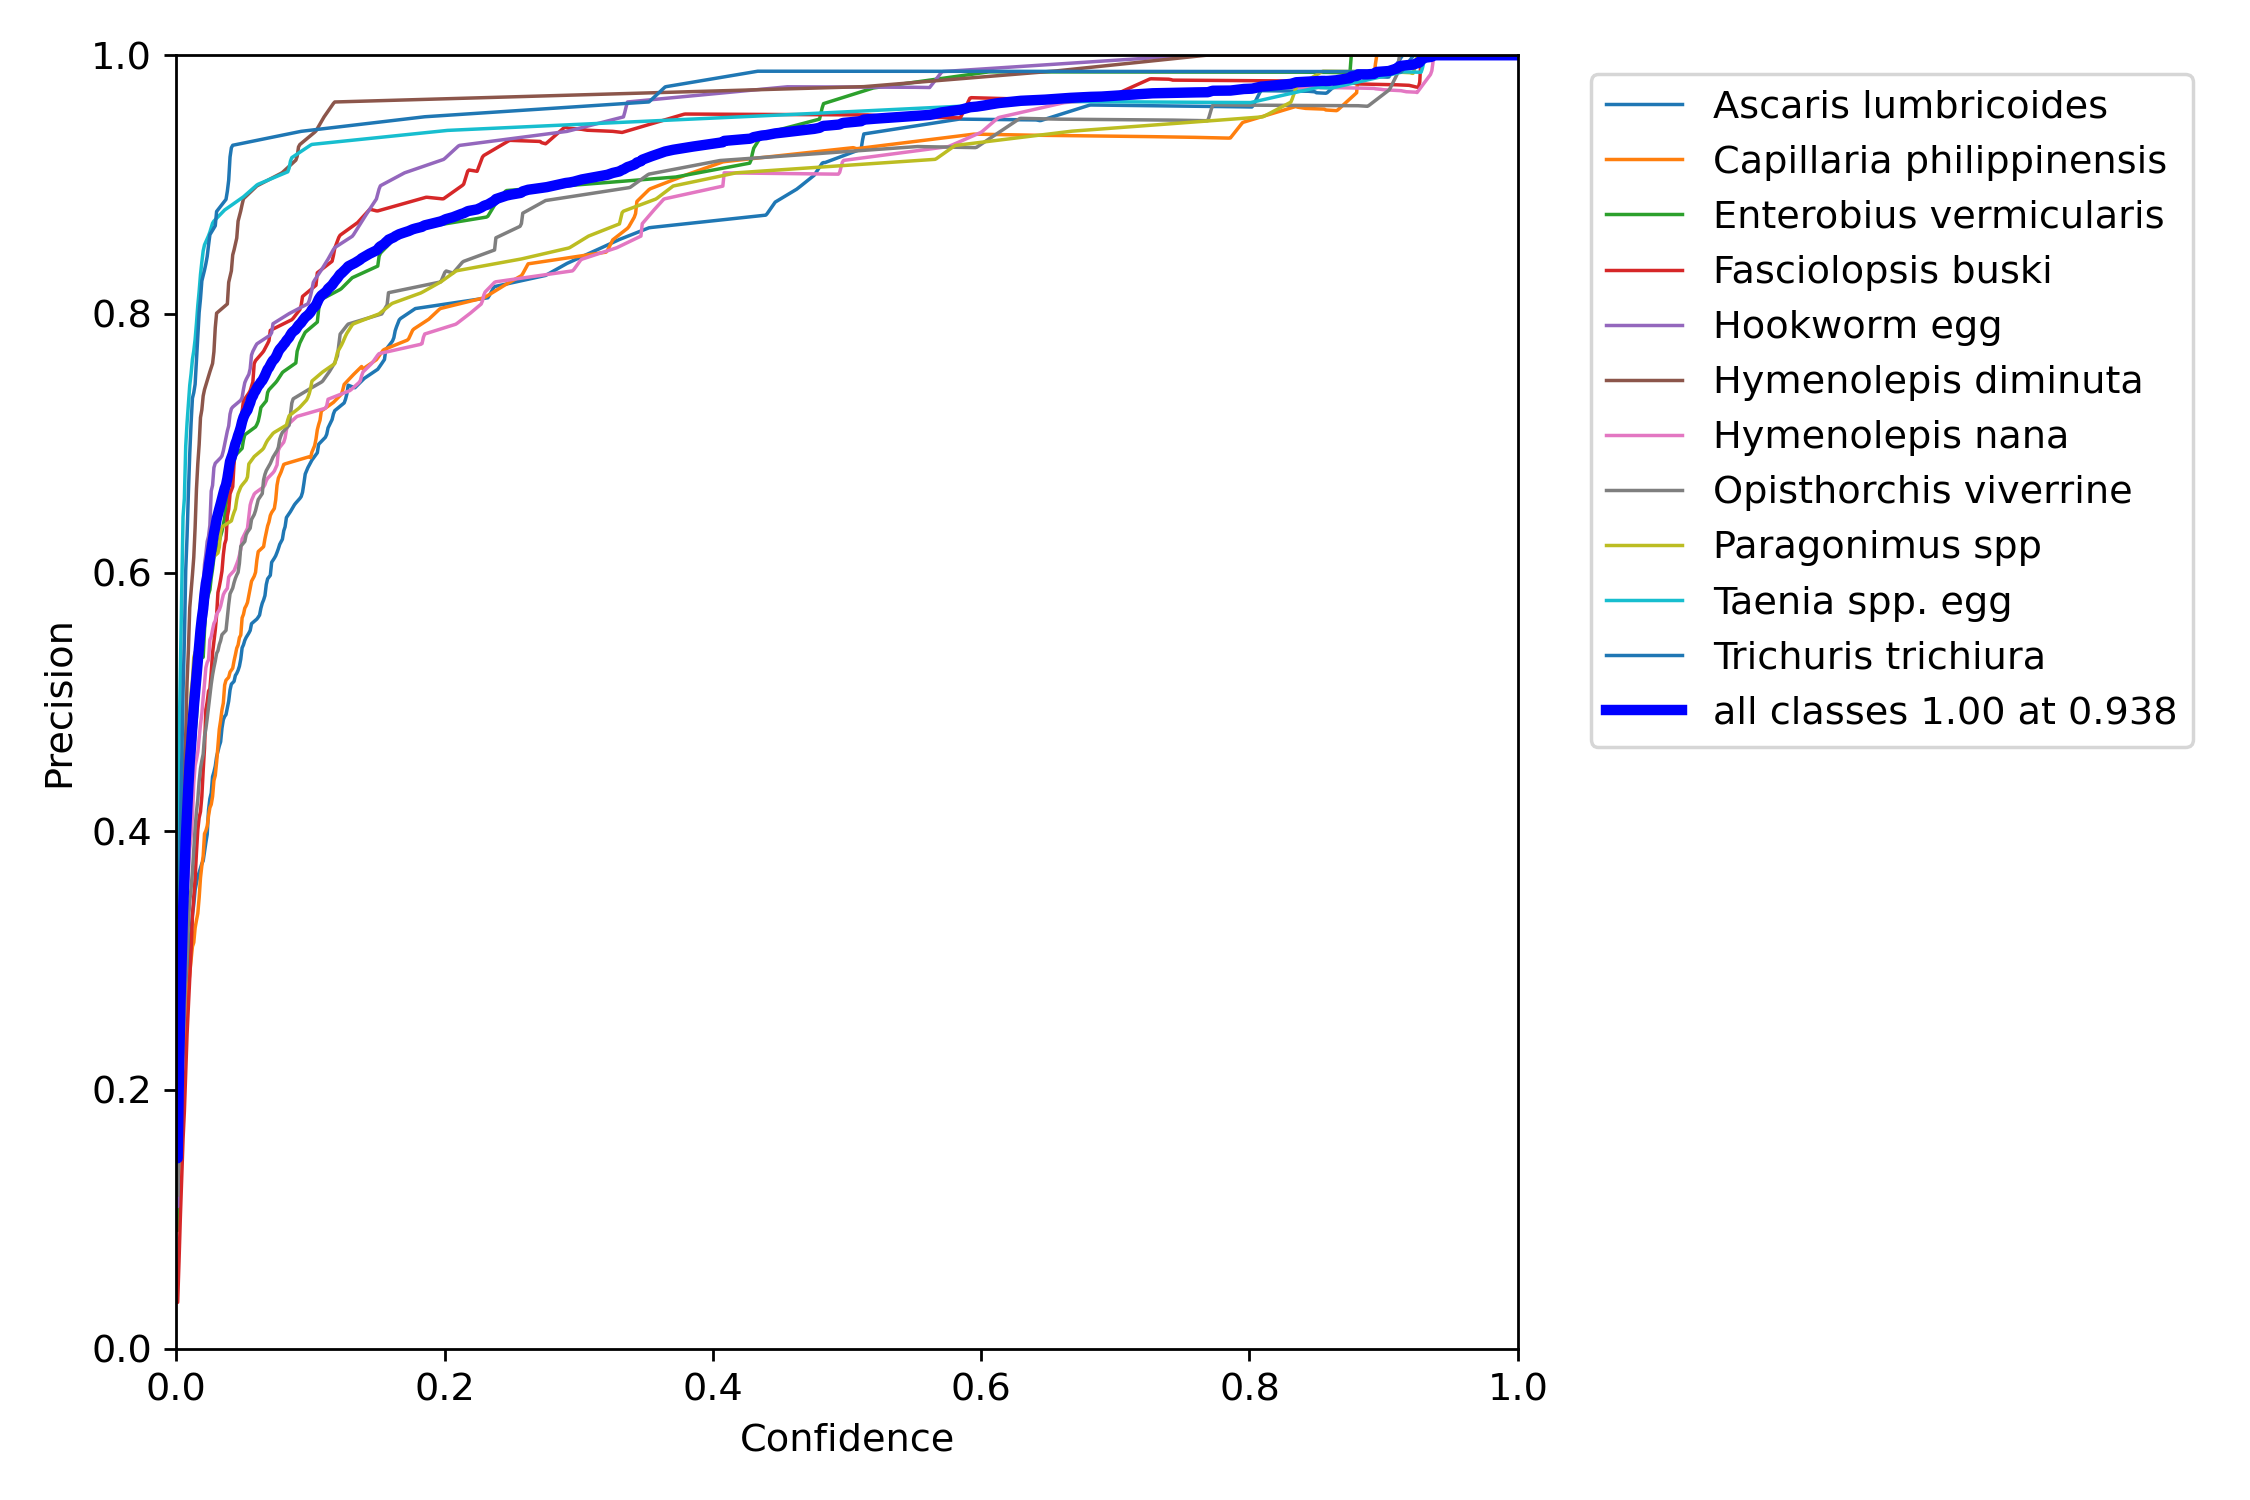 1.0
0.8
0.6
0.4
0.2
0.0
Precision
0.0 0.2 0.4 0.6 0.8 1.0
Confidence
Ascaris lumbricoides
Capillaria philippinensis
Enterobius vermicularis
Fasciolopsis buski
Hookworm egg
Hymenolepis diminuta
Hymenolepis nana
Opisthorchis viverrine
Paragonimus spp
Taenia spp. egg
Trichuris trichiura
all classes 1.00 at 0.938